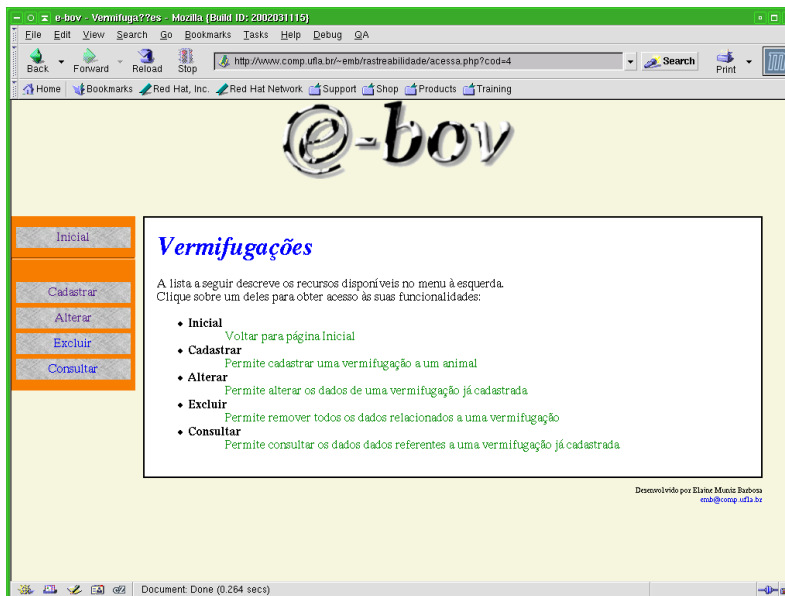 e-bov - Vermifuga??es - Mozilla {Build ID: 2002031115}
File Edit View Search Go Bookmarks Tasks Help Debug QA
Back Forward Reload Stop http://www.comp.ufla.br/~emb/rastreabilidade/acessa.php?cod=4 Search Print
Home Bookmarks Red Hat, Inc. Red Hat Network Support Shop Products Training
e-bov
Inicial
Cadastrar
Alterar
Excluir
Consultar
Vermifugações
A lista a seguir descreve os recursos disponíveis no menu à esquerda.
Clique sobre um deles para obter acesso às suas funcionalidades:
Inicial
Voltar para página Inicial
Cadastrar
Permite cadastrar uma vermifugação a um animal
Alterar
Permite alterar os dados de uma vermifugação já cadastrada
Excluir
Permite remover todos os dados relacionados a uma vermifugação
Consultar
Permite consultar os dados dados referentes a uma vermifugação já cadastrada
Desenvolvido por Elaine Muniz Barbosa
emb@comp.ufla.br
Document: Done (0.264 secs)